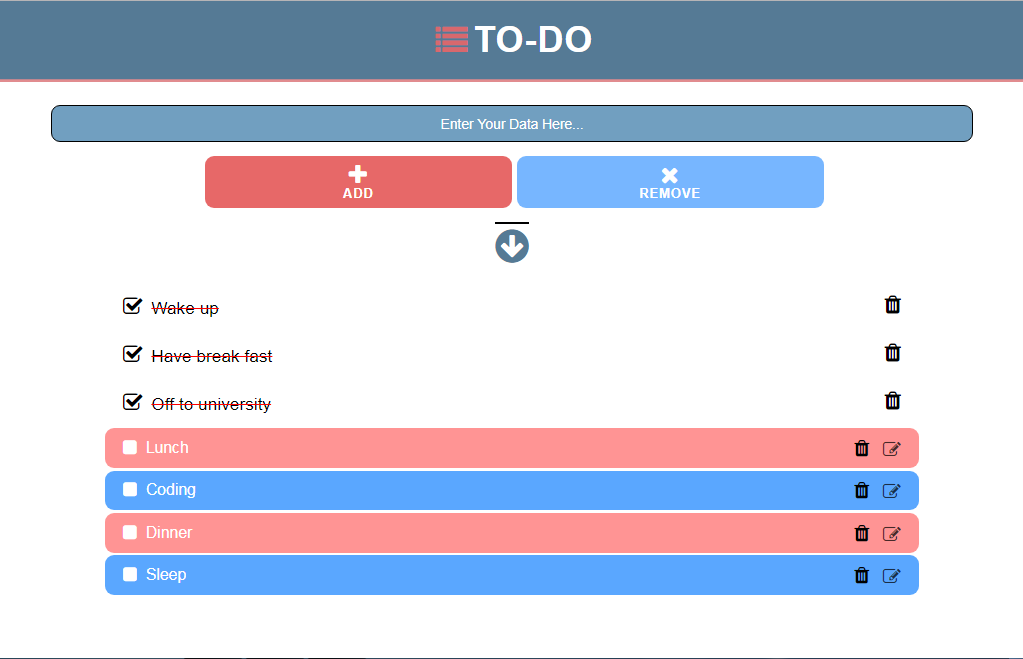 TO-DO
Enter Your Data Here...
ADD
REMOVE
Wake up
Have break fast
Off to university
Lunch
Coding
Dinner
Sleep